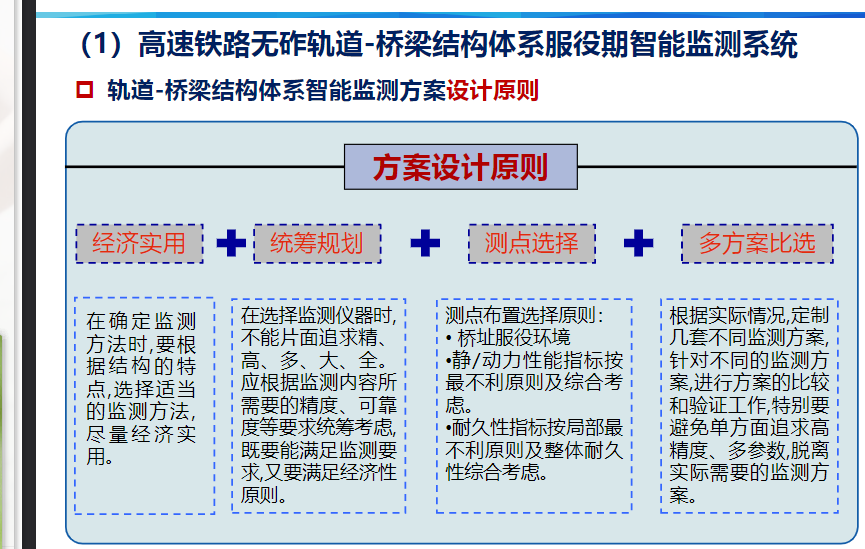 （1）高速铁路无砟轨道-桥梁结构体系服役期智能监测系统
轨道-桥梁结构体系智能监测方案设计原则
方案设计原则
经济实用
统筹规划
测点选择
多方案比选
在确定监测
方法时,要根
据结构的特
点,选择适当
的监测方法,
尽量经济实
用。
在选择监测仪器时,
不能片面追求精、
高、多、大、全。
应根据监测内容所
需要的精度、可靠
度等要求统筹考虑,
既要能满足监测要
求,又要满足经济性
原则。
测点布置选择原则：
• 桥址服役环境
•静/动力性能指标按
最不利原则及综合考
虑。
•耐久性指标按局部最
不利原则及整体耐久
性综合考虑。
根据实际情况,定制
几套不同监测方案,
针对不同的监测方
案,进行方案的比较
和验证工作,特别要
避免单方面追求高
精度、多参数,脱离
实际需要的监测方
案。